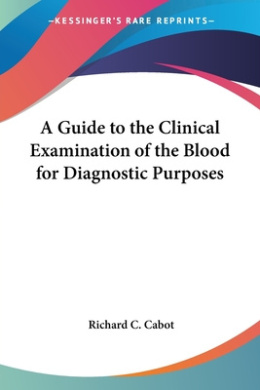 KESSINGER'S RARE REPRINTS
A Guide to the Clinical
Examination of the Blood
for Diagnostic Purposes
Richard C. Cabot